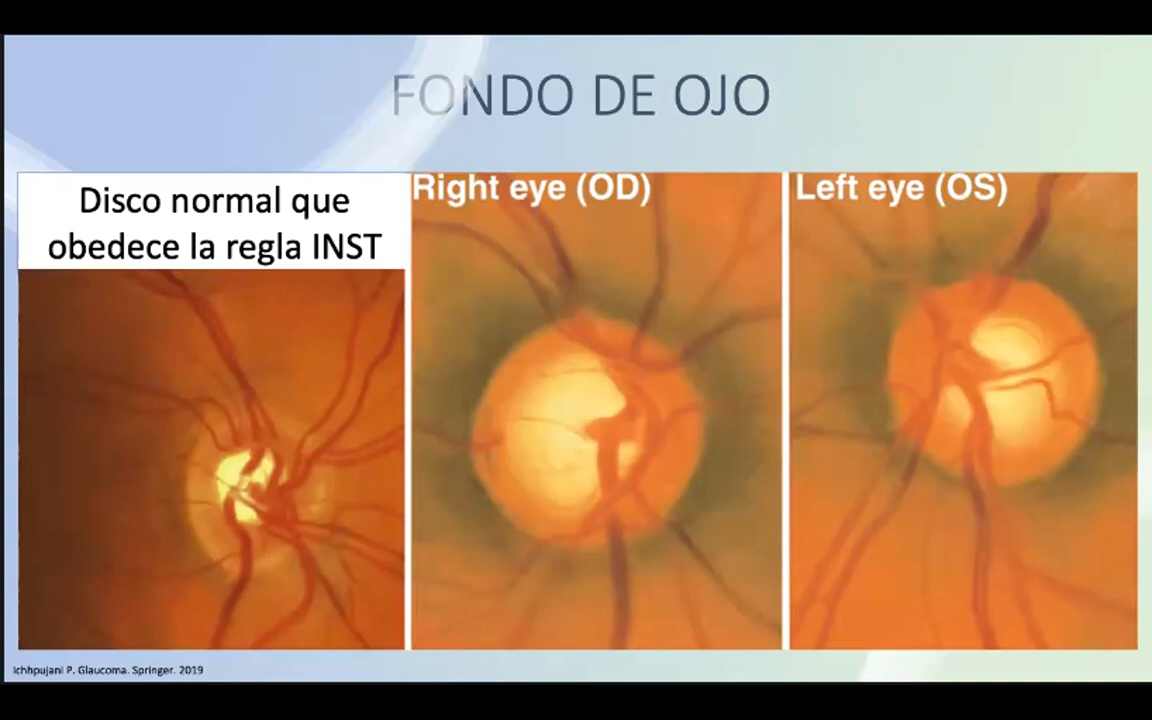 FONDO DE OJO
Disco normal que
obedece la regla INST
Right eye (OD)
Left eye (OS)
Ichhpujani P. Glaucoma. Springer. 2019